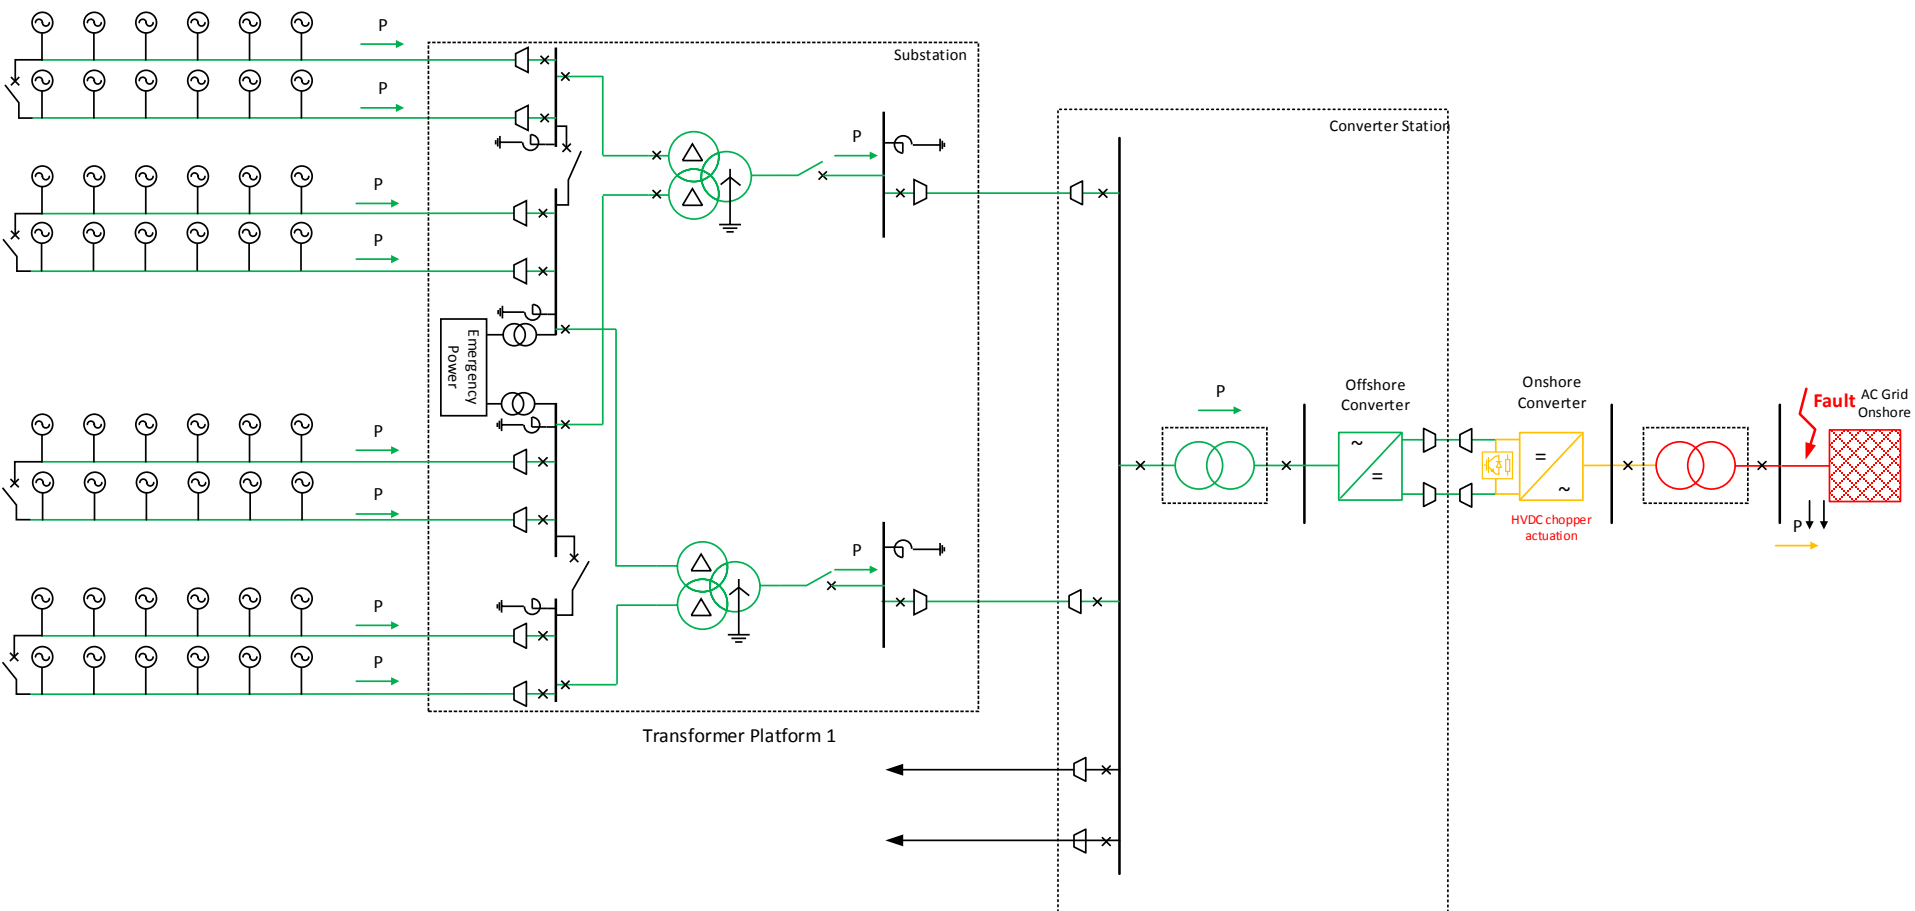 P
Substation
P
P
Converter Station
P
P
Emergency
Power
P
Offshore
Converter
Onshore
Converter
Fault
AC Grid
Onshore
~
=
=
~
P
P
HVDC chopper
actuation
P
P
P
P
Transformer Platform 1